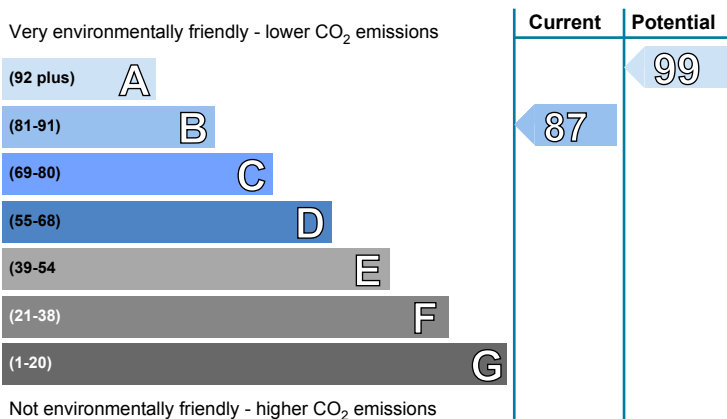 Current Potential
Very environmentally friendly - lower CO2 emissions
(92 plus) A 99
(81-91) B 87
(69-80) C
(55-68) D
(39-54 E
(21-38) F
(1-20) G
Not environmentally friendly - higher CO2 emissions